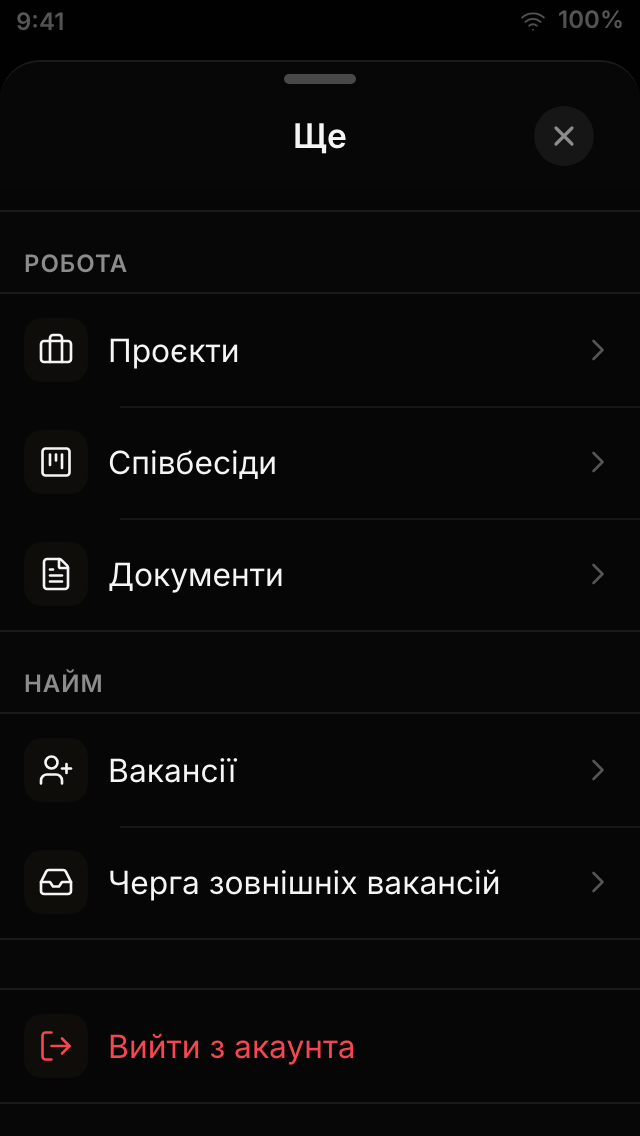 9:41
100%
Ще
РОБОТА
Проєкти
Співбесіди
Документи
НАЙМ
Вакансії
Черга зовнішніх вакансій
Вийти з акаунта